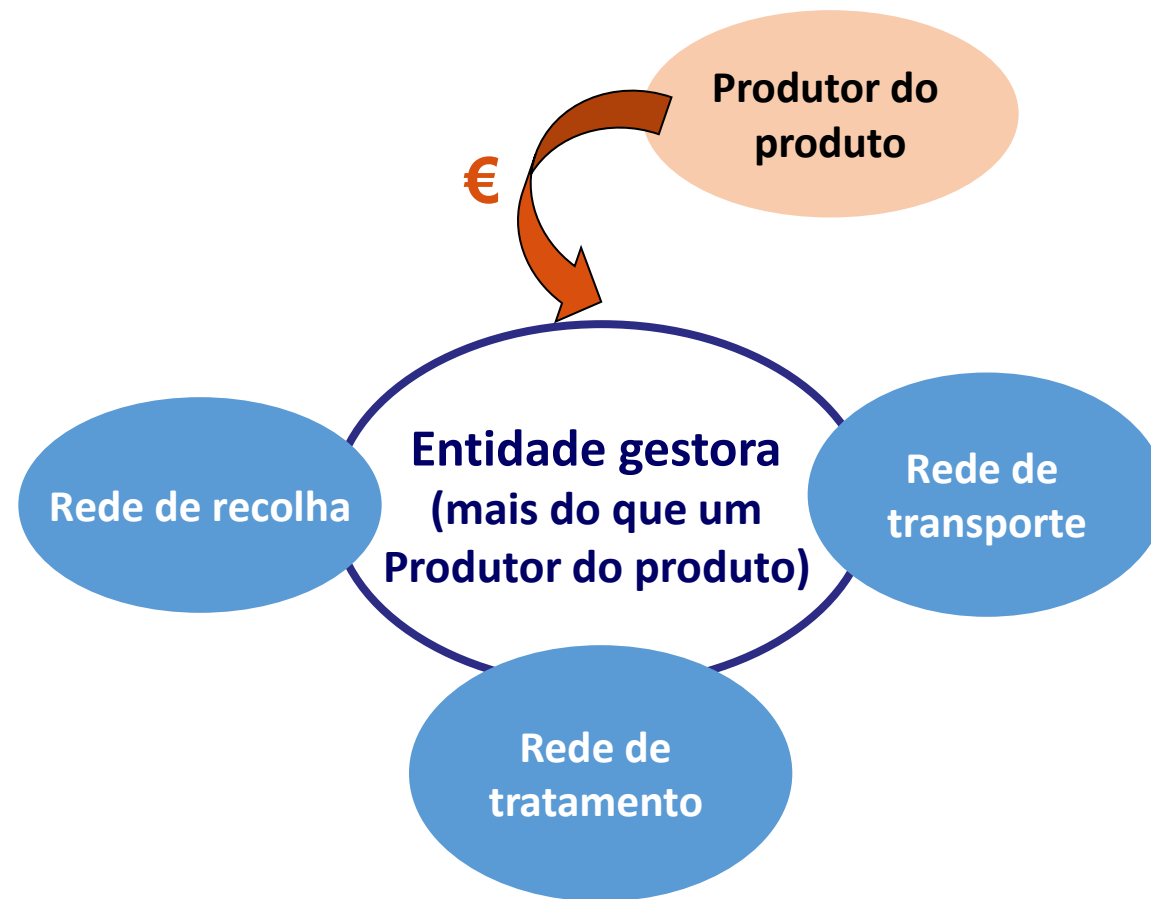 Produtor do
produto
€
Entidade gestora
(mais do que um
Produtor do produto)
Rede de recolha
Rede de
transporte
Rede de
tratamento